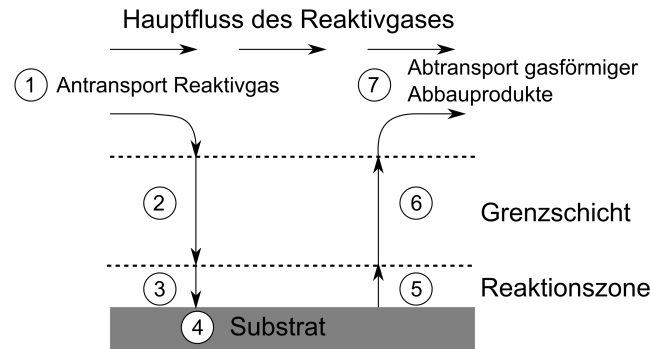 Hauptfluss des Reaktivgases
1 Antransport Reaktivgas
7 Abtransport gasförmiger
Abbauprodukte
2
6
Grenzschicht
3
5
Reaktionszone
4 Substrat